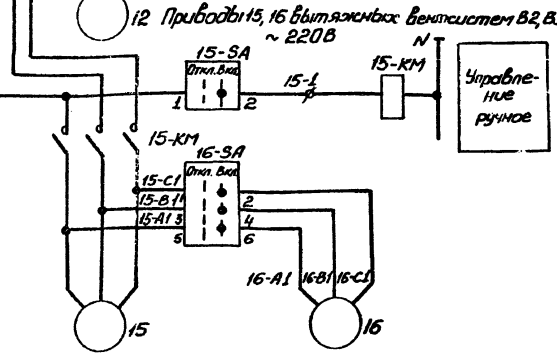 12 Приводы 15, 16 вытяжных вентсистем В2, В
~ 220В
N
15-SA
Откл. Вкл.
1 2
15-1
15-КМ
Управле-
ние
ручное
15-КМ
16-SA
Откл. Вкл.
15-С1
15-В1 1 2
15-А1 3 4
5 6
16-А1 16-В1 16-С1
15
16